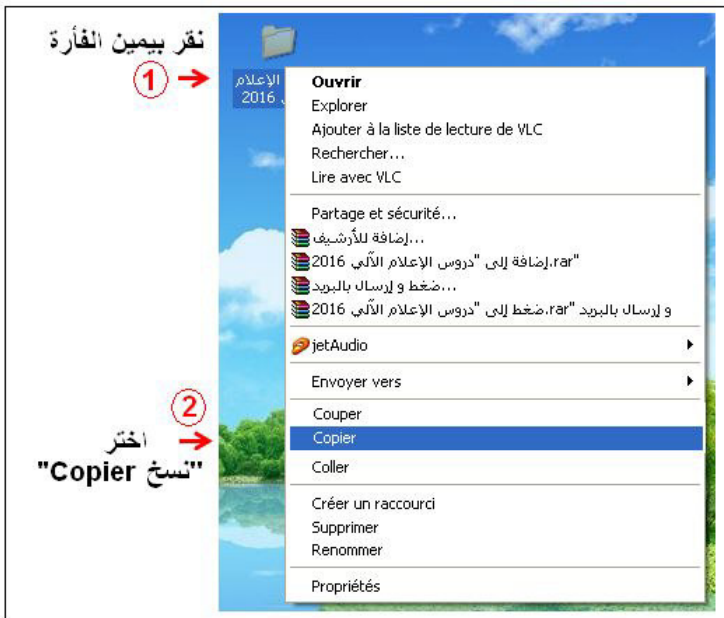 نقر بيمين الفأرة
1
الإعلام
2016
Ouvrir
Explorer
Ajouter à la liste de lecture de VLC
Rechercher...
Lire avec VLC
Partage et sécurité...
إضافة للأرشيف...
إضافة إلى "دروس الإعلام الآلي 2016.rar"
ضغط و إرسال بالبريد...
ضغط إلى "دروس الإعلام الآلي 2016.rar" و إرسال بالبريد
jetAudio
Envoyer vers
Couper
2
اختر
"نسخ Copier"
Copier
Coller
Créer un raccourci
Supprimer
Renommer
Propriétés